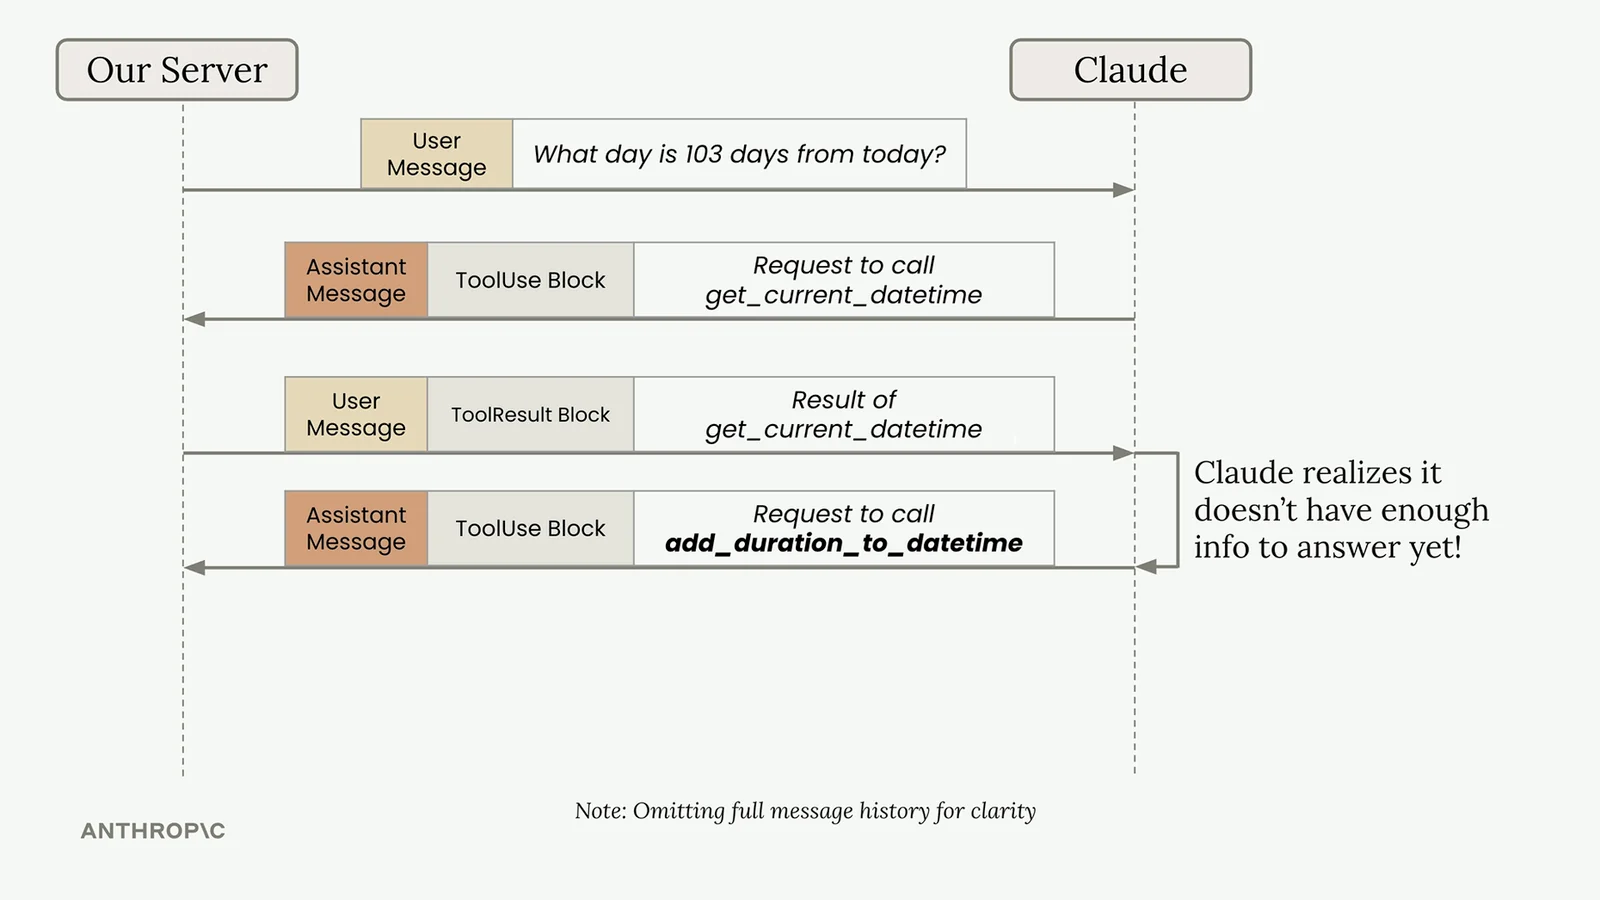 Our Server
Claude
User
Message
What day is 103 days from today?
Assistant
Message
ToolUse Block
Request to call
get_current_datetime
User
Message
ToolResult Block
Result of
get_current_datetime
Assistant
Message
ToolUse Block
Request to call
add_duration_to_datetime
Claude realizes it
doesn’t have enough
info to answer yet!
Note: Omitting full message history for clarity
ANTHROP\C